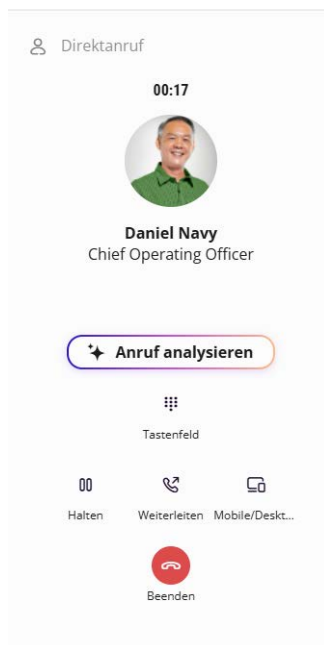 Direktanruf
00:17
Daniel Navy
Chief Operating Officer
Anruf analysieren
Tastenfeld
Halten
Weiterleiten
Mobile/Deskt...
Beenden